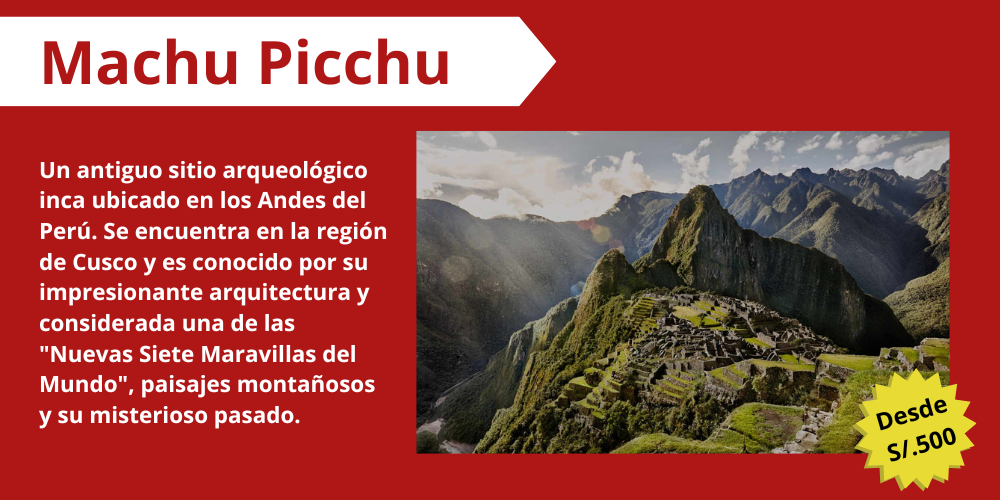 Machu Picchu
Un antiguo sitio arqueológico
inca ubicado en los Andes del
Perú. Se encuentra en la región
de Cusco y es conocido por su
impresionante arquitectura y
considerada una de las
"Nuevas Siete Maravillas del
Mundo", paisajes montañosos
y su misterioso pasado.
Desde
S/.500